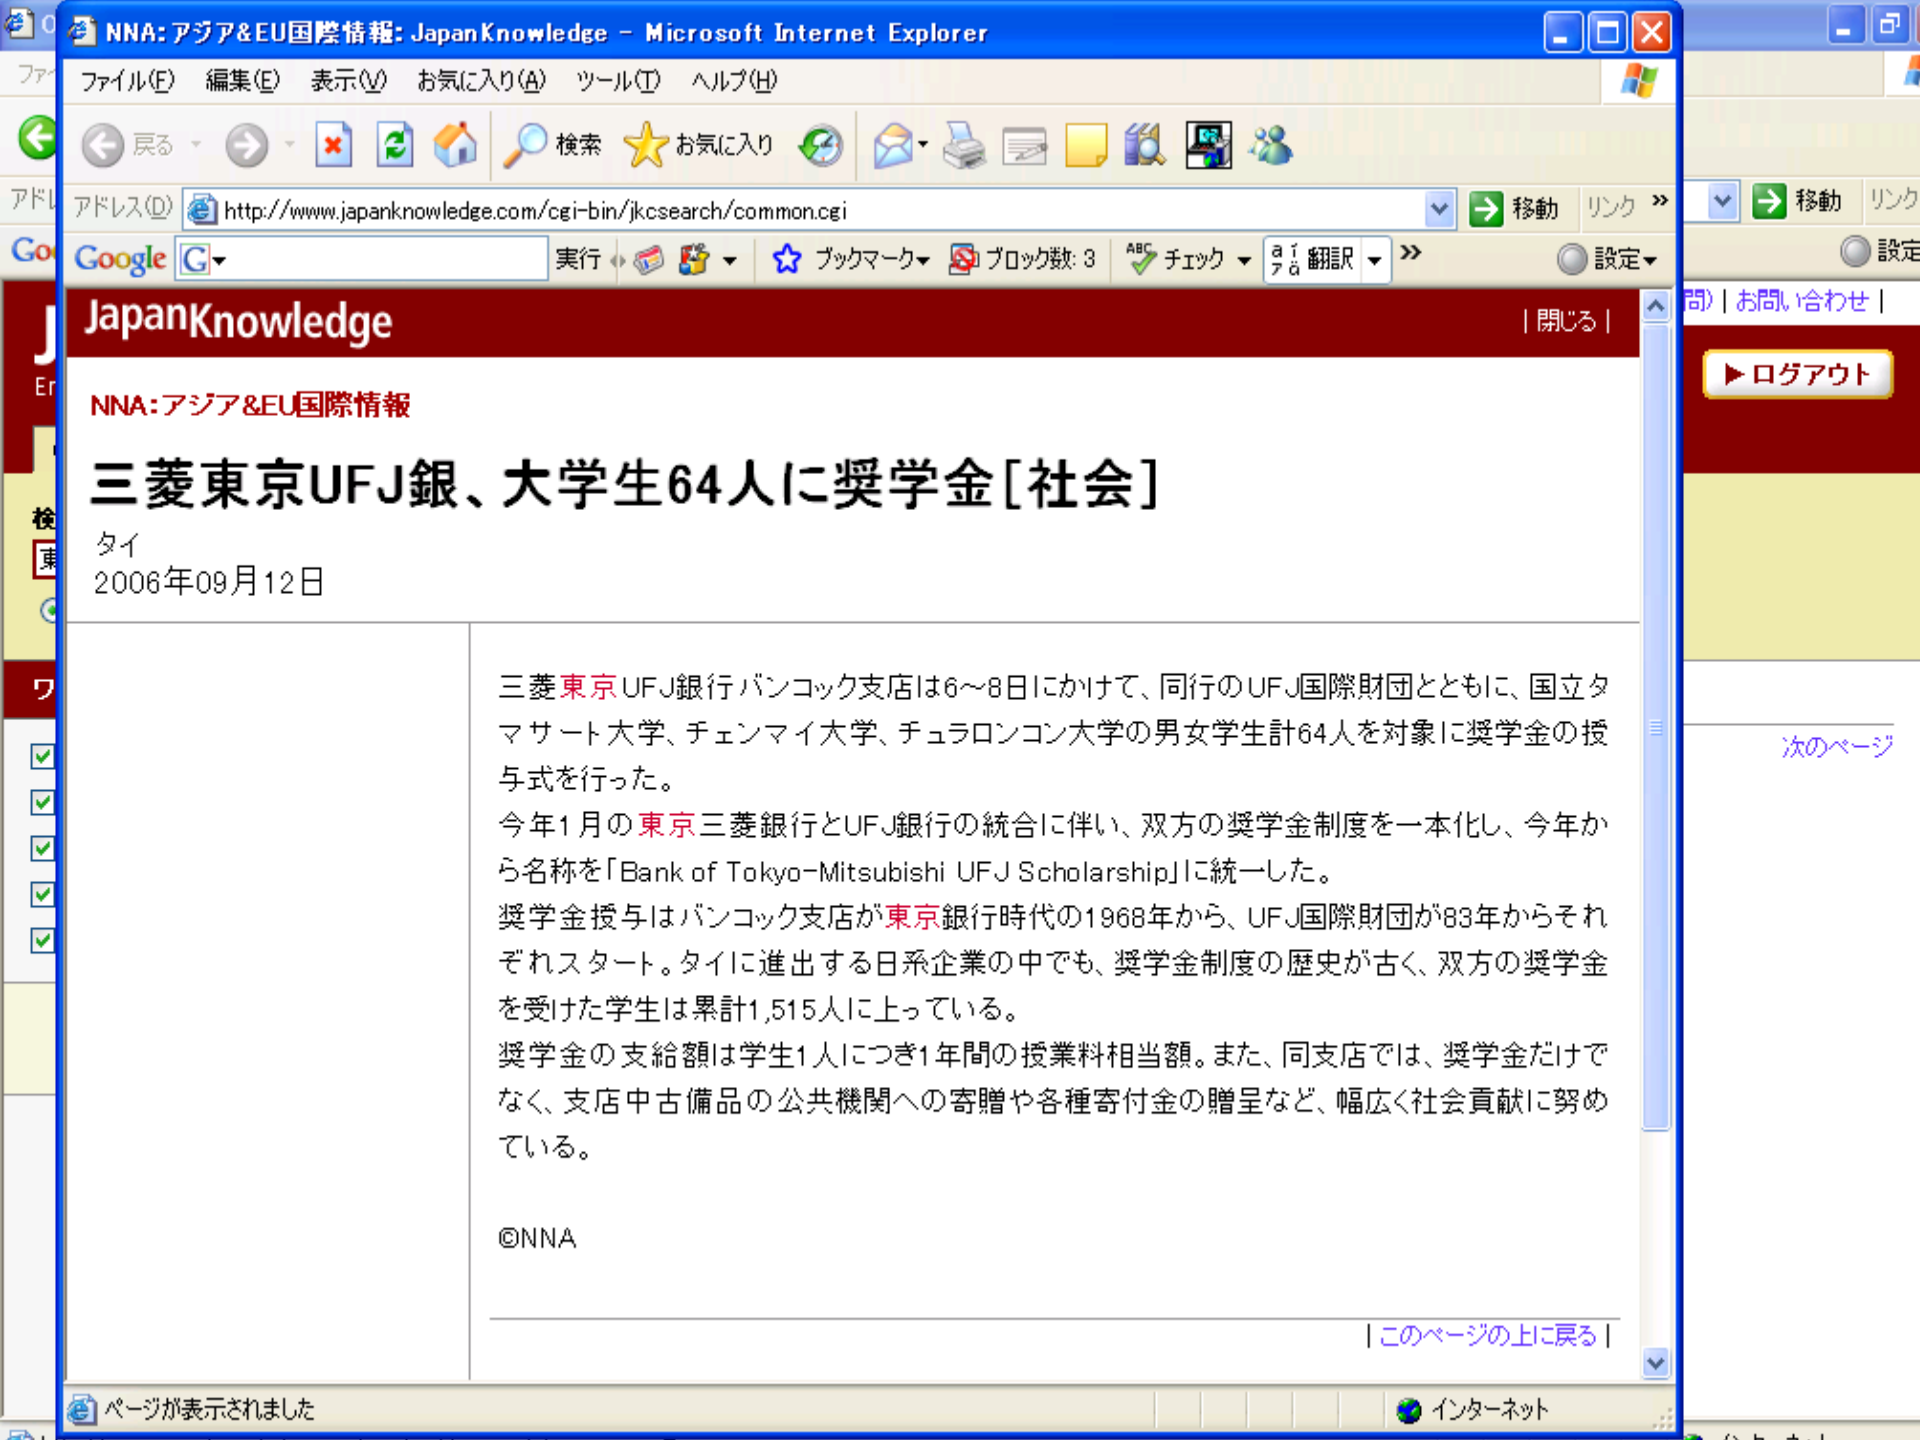 NNA:アジア&EU国際情報: JapanKnowledge - Microsoft Internet Explorer
ファイル(F) 編集(E) 表示(V) お気に入り(A) ツール(T) ヘルプ(H)
戻る 検索 お気に入り
アドレス(D) http://www.japanknowledge.com/cgi-bin/jkcsearch/common.cgi 移動 リンク »
移動 リンク
Google G 実行 ブックマーク ブロック数: 3 ABC チェック 翻訳 » 設定
JapanKnowledge |閉じる|
お問い合わせ |
ログアウト
NNA:アジア&EU国際情報
三菱東京UFJ銀、大学生64人に奨学金[社会]
タイ
2006年09月12日
三菱東京UFJ銀行バンコック支店は6～8日にかけて、同行のUFJ国際財団とともに、国立タ
マサート大学、チェンマイ大学、チュラロンコン大学の男女学生計64人を対象に奨学金の授
与式を行った。
今年1月の東京三菱銀行とUFJ銀行の統合に伴い、双方の奨学金制度を一本化し、今年か
ら名称を「Bank of Tokyo-Mitsubishi UFJ Scholarship」に統一した。
奨学金授与はバンコック支店が東京銀行時代の1968年から、UFJ国際財団が83年からそれ
ぞれスタート。タイに進出する日系企業の中でも、奨学金制度の歴史が古く、双方の奨学金
を受けた学生は累計1,515人に上っている。
奨学金の支給額は学生1人につき1年間の授業料相当額。また、同支店では、奨学金だけで
なく、支店中古備品の公共機関への寄贈や各種寄付金の贈呈など、幅広く社会貢献に努め
ている。
©NNA
|このページの上に戻る|
次のページ
ページが表示されました インターネット